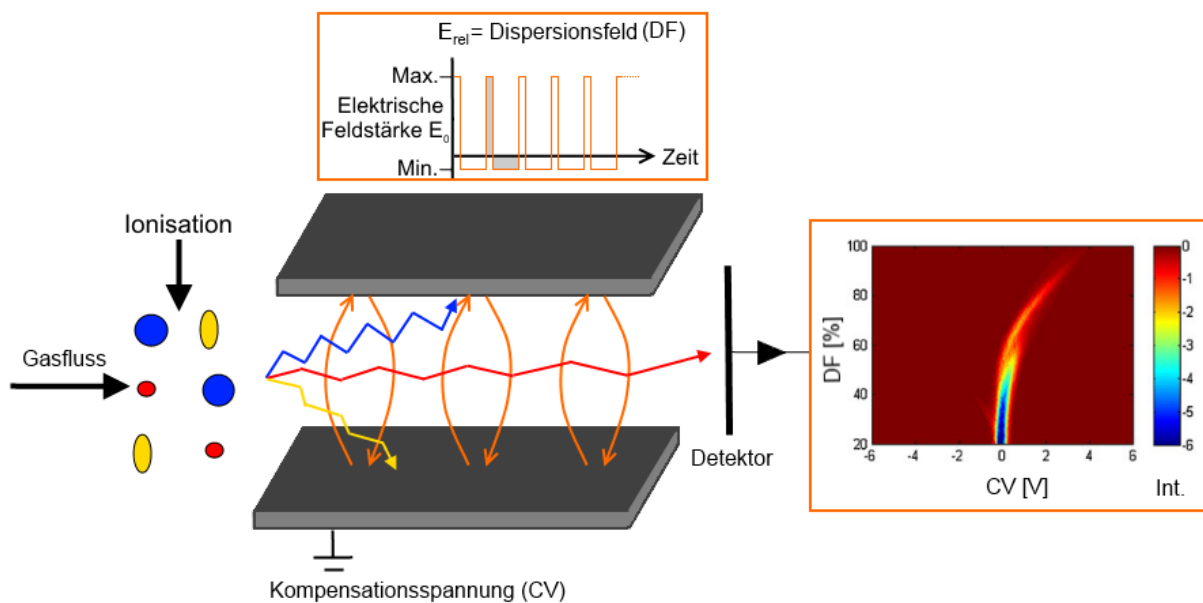 E_rel = Dispersionsfeld (DF)
Max.
Elektrische
Feldstärke E_0
Min.
Zeit
Ionisation
Gasfluss
Detektor
Kompensationsspannung (CV)
DF [%]
100
80
60
40
20
-6
-4
-2
0
2
4
6
CV [V]
0
-1
-2
-3
-4
-5
-6
Int.